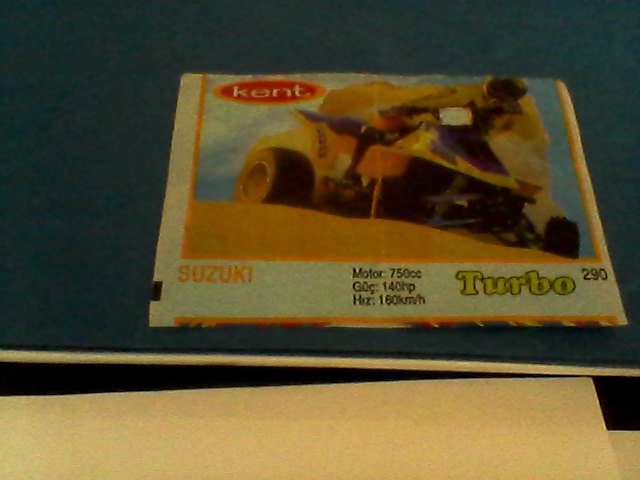 kent
SUZUKI
Motor: 750cc
Güç: 140hp
Hız: 160km/h
Turbo
290